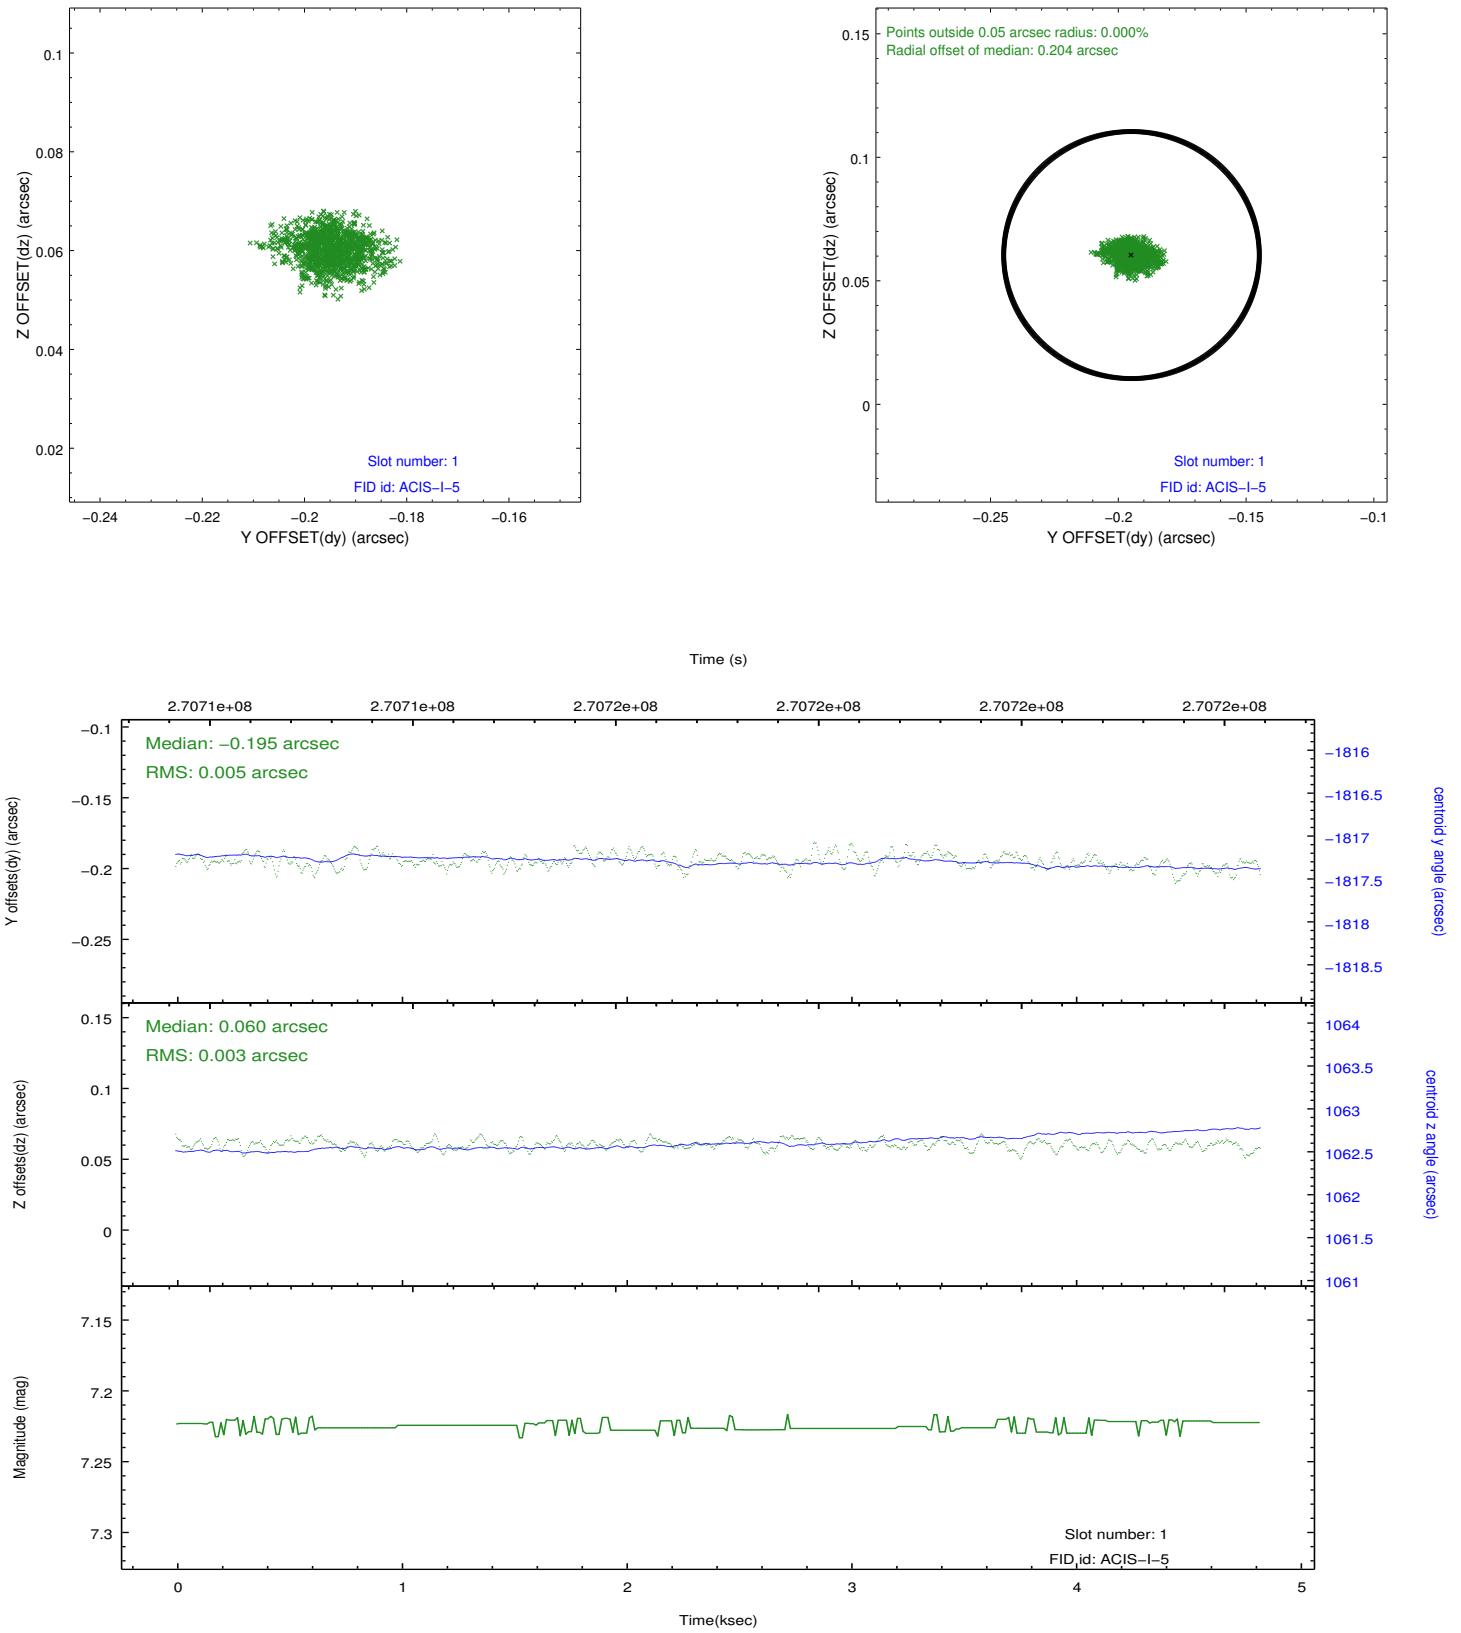 0.1
0.08
0.06
0.04
0.02
Z OFFSET(dz) (arcsec)
Slot number: 1
FID id: ACIS−I−5
−0.24 −0.22 −0.2 −0.18 −0.16
Y OFFSET(dy) (arcsec)
Points outside 0.05 arcsec radius: 0.000%
Radial offset of median: 0.204 arcsec
0.15
0.1
0.05
0
Z OFFSET(dz) (arcsec)
Slot number: 1
FID id: ACIS−I−5
−0.25 −0.2 −0.15 −0.1
Y OFFSET(dy) (arcsec)
Time (s)
2.7071e+08 2.7071e+08 2.7072e+08 2.7072e+08 2.7072e+08 2.7072e+08
Median: −0.195 arcsec
RMS: 0.005 arcsec
−0.1
−0.15
−0.2
−0.25
Y offsets(dy) (arcsec)
−1816
−1816.5
−1817
−1817.5
−1818
−1818.5
centroid y angle (arcsec)
Median: 0.060 arcsec
RMS: 0.003 arcsec
0.15
0.1
0.05
0
Z offsets(dz) (arcsec)
1064
1063.5
1063
1062.5
1062
1061.5
1061
centroid z angle (arcsec)
7.15
7.2
7.25
7.3
Magnitude (mag)
Slot number: 1
FID id: ACIS−I−5
0 1 2 3 4 5
Time(ksec)